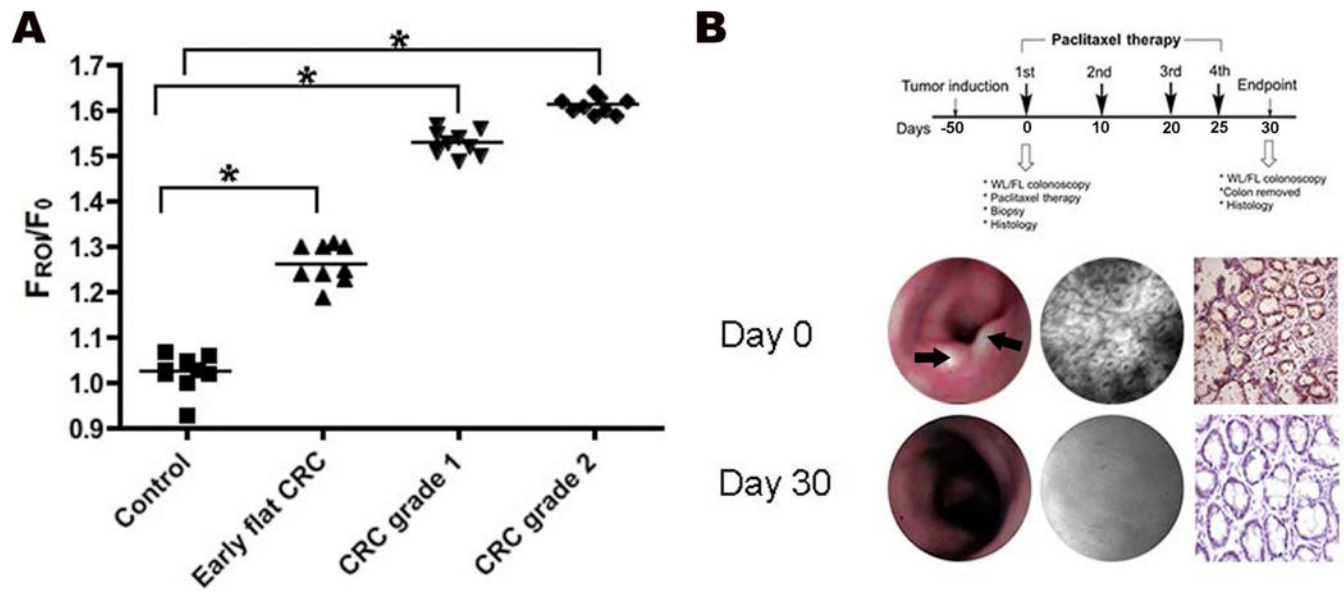 A
F_ROI/F_0
1.7
1.6
1.5
1.4
1.3
1.2
1.1
1.0
0.9
*
*
*
Control
Early flat CRC
CRC grade 1
CRC grade 2
B
Paclitaxel therapy
Tumor induction
1st
2nd
3rd
4th
Endpoint
Days
-50
0
10
20
25
30
* WL/FL colonoscopy
* Paclitaxel therapy
* Biopsy
* Histology
* WL/FL colonoscopy
*Colon removed
* Histology
Day 0
Day 30